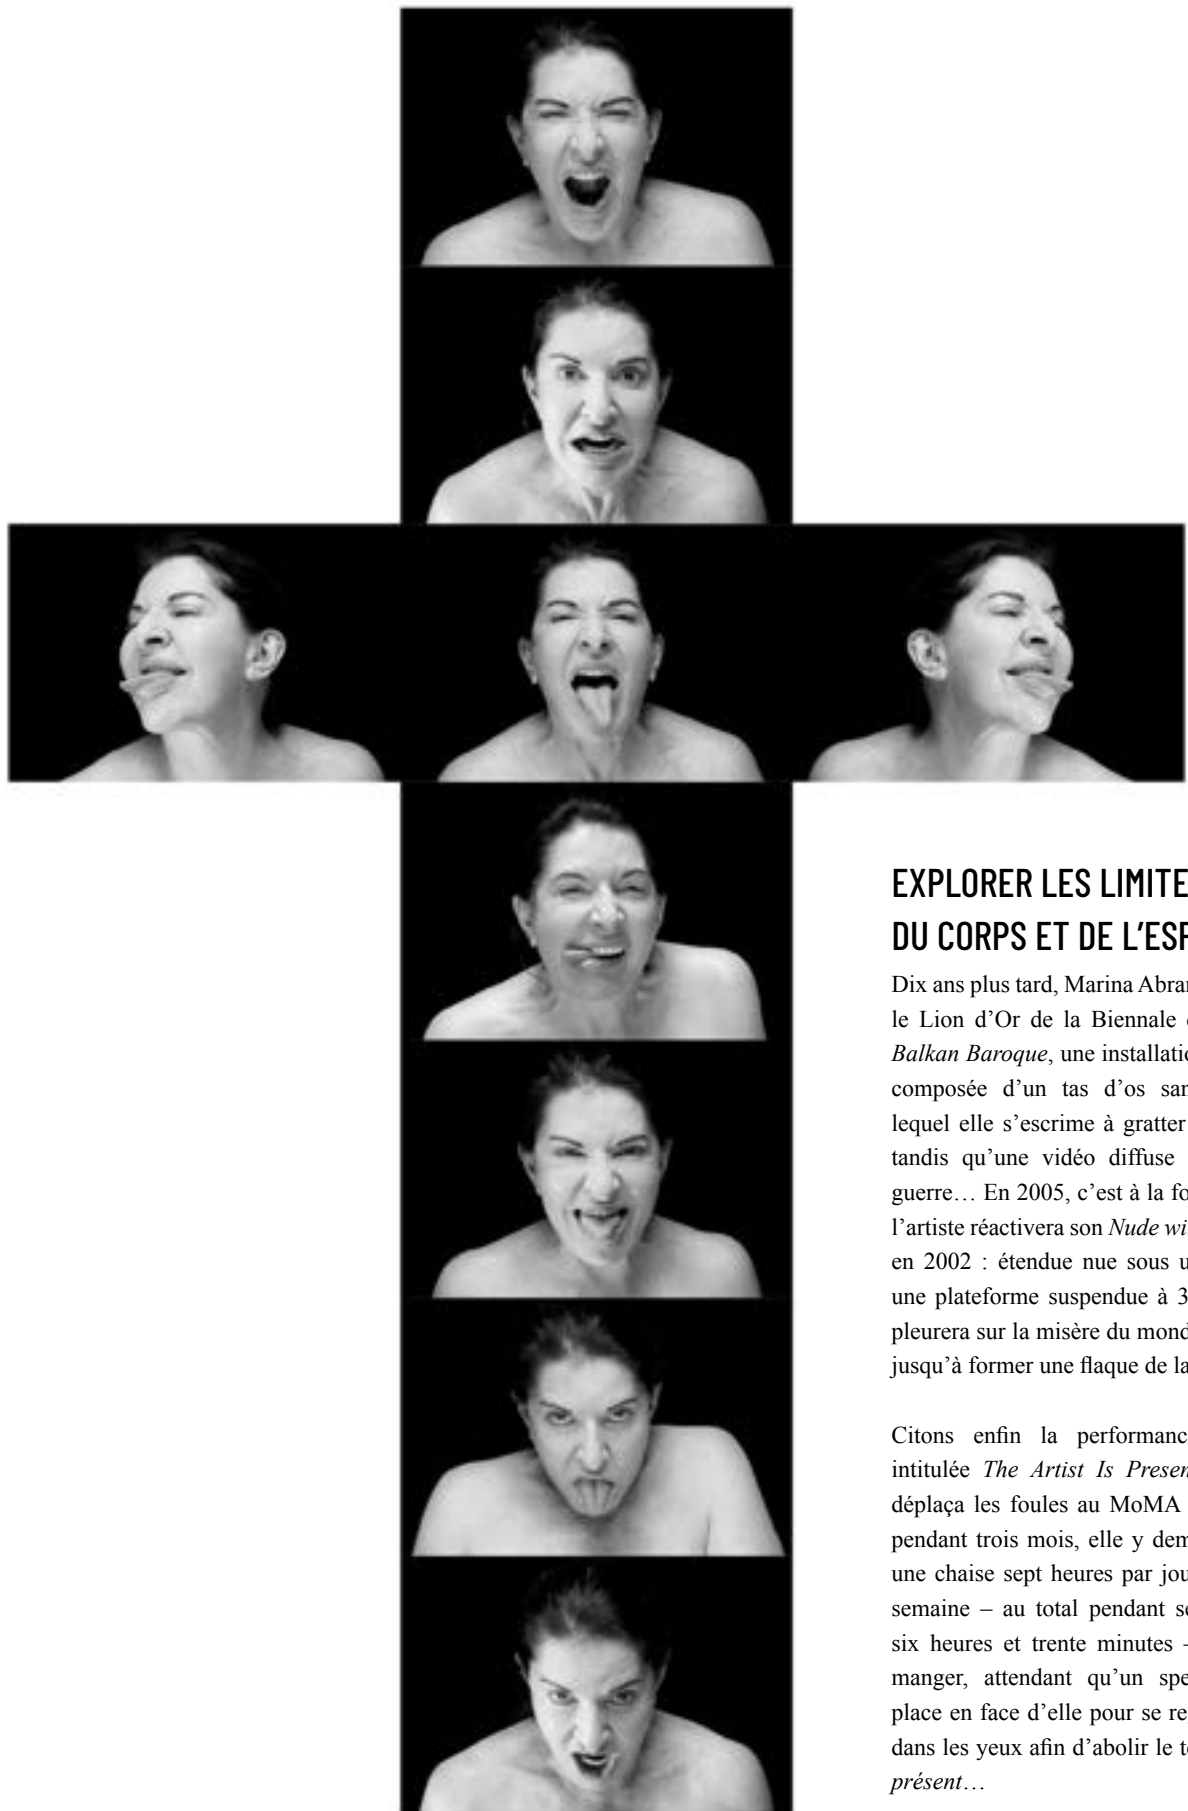 EXPLORER LES LIMITE
DU CORPS ET DE L'ESP
Dix ans plus tard, Marina Abra
le Lion d'Or de la Biennale
Balkan Baroque, une installatio
composée d'un tas d'os san
lequel elle s'escrime à gratter
tandis qu'une vidéo diffuse
guerre… En 2005, c'est à la fo
l'artiste réactivera son Nude wi
en 2002 : étendue nue sous u
une plateforme suspendue à 3
pleurera sur la misère du mond
jusqu'à former une flaque de la
Citons enfin la performanc
intitulée The Artist Is Presen
déplaça les foules au MoMA
pendant trois mois, elle y dem
une chaise sept heures par jou
semaine – au total pendant s
six heures et trente minutes –
manger, attendant qu'un spe
place en face d'elle pour se re
dans les yeux afin d'abolir le t
présent…